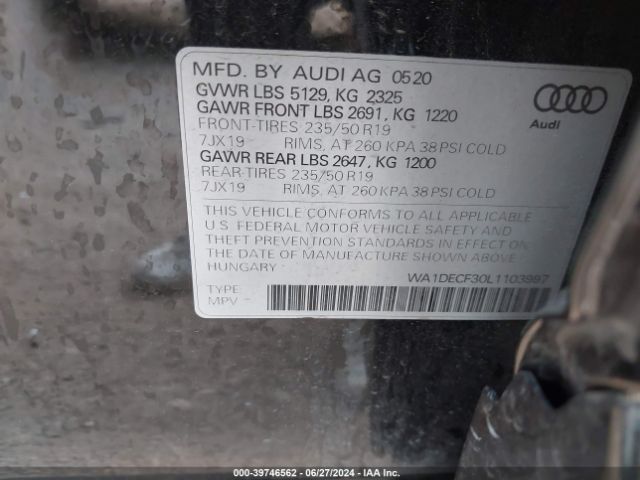 MFD. BY AUDI AG 0520
GVWR LBS 5129, KG 2325
GAWR FRONT LBS 2691, KG 1220
FRONT-TIRES 235/50 R19
7JX19 RIMS, AT 260 KPA 38 PSI COLD
GAWR REAR LBS 2647, KG 1200
REAR-TIRES 235/50 R19
7JX19 RIMS, AT 260 KPA 38 PSI COLD
Audi
THIS VEHICLE CONFORMS TO ALL APPLICABLE
U.S. FEDERAL MOTOR VEHICLE SAFETY AND
THEFT PREVENTION STANDARDS IN EFFECT ON
THE DATE OF MANUFACTURE SHOWN ABOVE.
HUNGARY
WA1DECF30L1103997
TYPE:
MPV
000-39746562 - 06/27/2024 - IAA Inc.